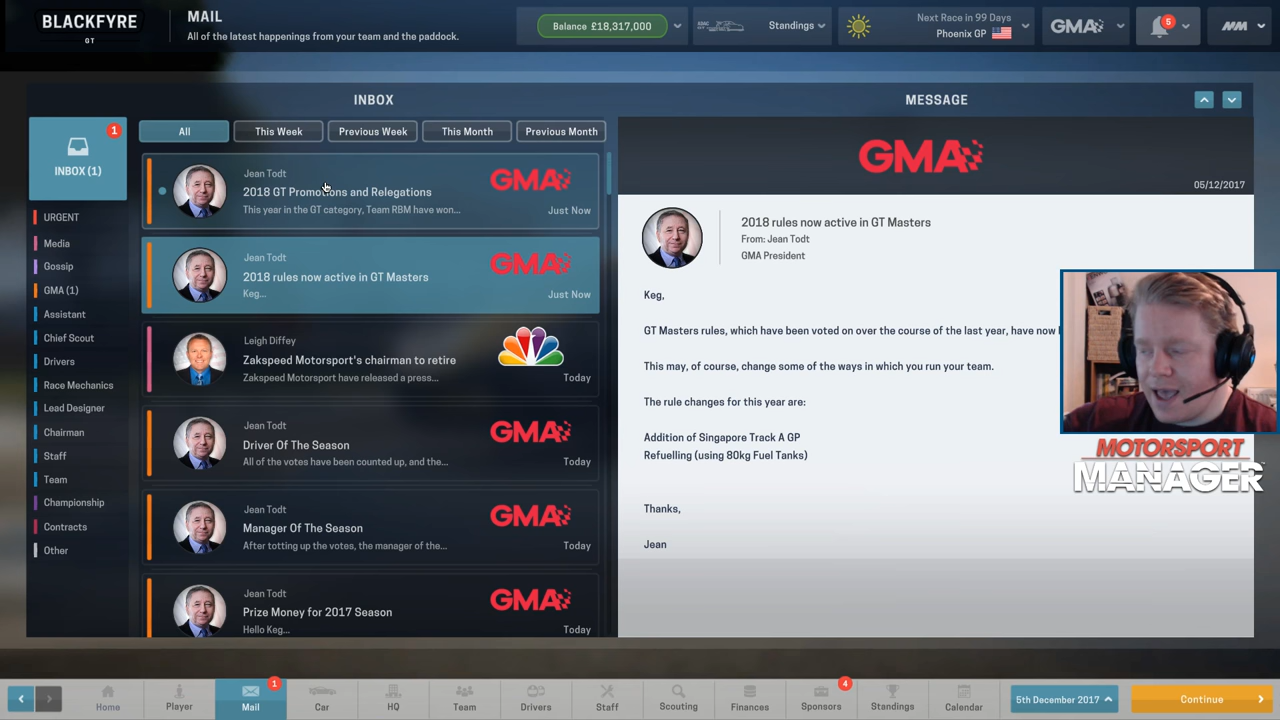 BLACKFYRE
GT
MAIL
All of the latest happenings from your team and the paddock.
Balance £18,317,000
Standings
Next Race in 99 Days
Phoenix GP
GMA
5
INBOX
MESSAGE
1
INBOX (1)
URGENT
Media
Gossip
GMA (1)
Assistant
Chief Scout
Drivers
Race Mechanics
Lead Designer
Chairman
Staff
Team
Championship
Contracts
Other
All
This Week
Previous Week
This Month
Previous Month
Jean Todt
2018 GT Promotions and Relegations
This year in the GT category, Team RBM have won...
GMA
Just Now
Jean Todt
2018 rules now active in GT Masters
Keg...
GMA
Just Now
Leigh Diffey
Zakspeed Motorsport's chairman to retire
Zakspeed Motorsport have released a press...
Today
Jean Todt
Driver Of The Season
All of the votes have been counted up, and the...
GMA
Today
Jean Todt
Manager Of The Season
After totting up the votes, the manager of the...
GMA
Today
Jean Todt
Prize Money for 2017 Season
Hello Keg...
GMA
Today
GMA
05/12/2017
2018 rules now active in GT Masters
From: Jean Todt
GMA President
Keg,
GT Masters rules, which have been voted on over the course of the last year, have now
This may, of course, change some of the ways in which you run your team.
The rule changes for this year are:
Addition of Singapore Track A GP
Refuelling (using 80kg Fuel Tanks)
Thanks,
Jean
MOTORSPORT
MANAGER
Home
Player
Mail
1
Car
HQ
Team
Drivers
Staff
Scouting
Finances
Sponsors
4
Standings
Calendar
5th December 2017
Continue